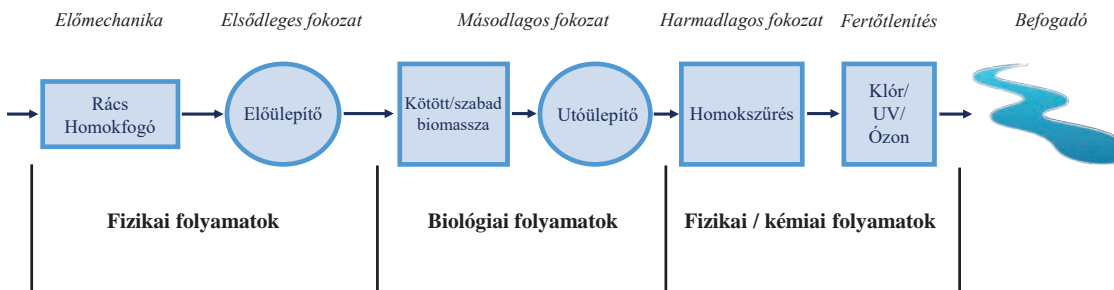 Előmechanika
Elsődleges fokozat
Másodlagos fokozat
Harmadlagos fokozat
Fertőtlenítés
Befogadó
Rács
Homokfogó
Előülepítő
Kötött/szabad
biomassza
Utóülepítő
Homokszűrés
Klór/
UV/
Ózon
Fizikai folyamatok
Biológiai folyamatok
Fizikai / kémiai folyamatok